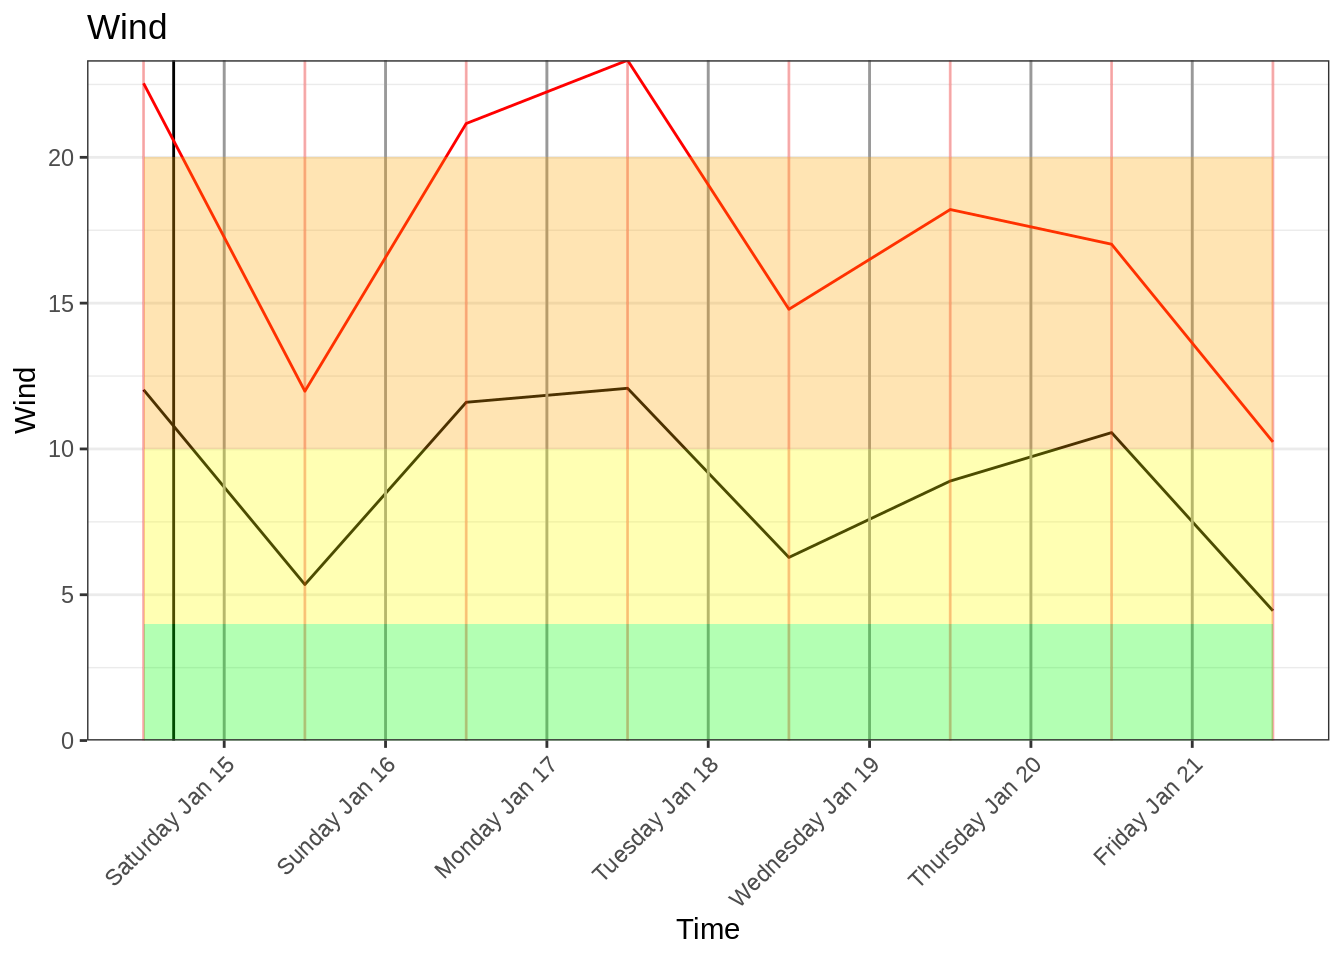 Wind
Wind
20
15
10
5
0
Saturday Jan 15
Sunday Jan 16
Monday Jan 17
Tuesday Jan 18
Wednesday Jan 19
Thursday Jan 20
Friday Jan 21
Time